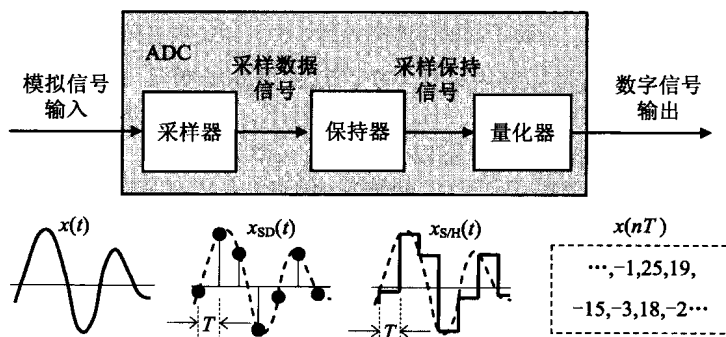 ADC
模拟信号
输入
采样数据
信号
采样保持
信号
数字信号
输出
采样器
保持器
量化器
x(t)
xSD(t)
xS/H(t)
x(nT)
T
T
…,−1,25,19,
−15,−3,18,−2…